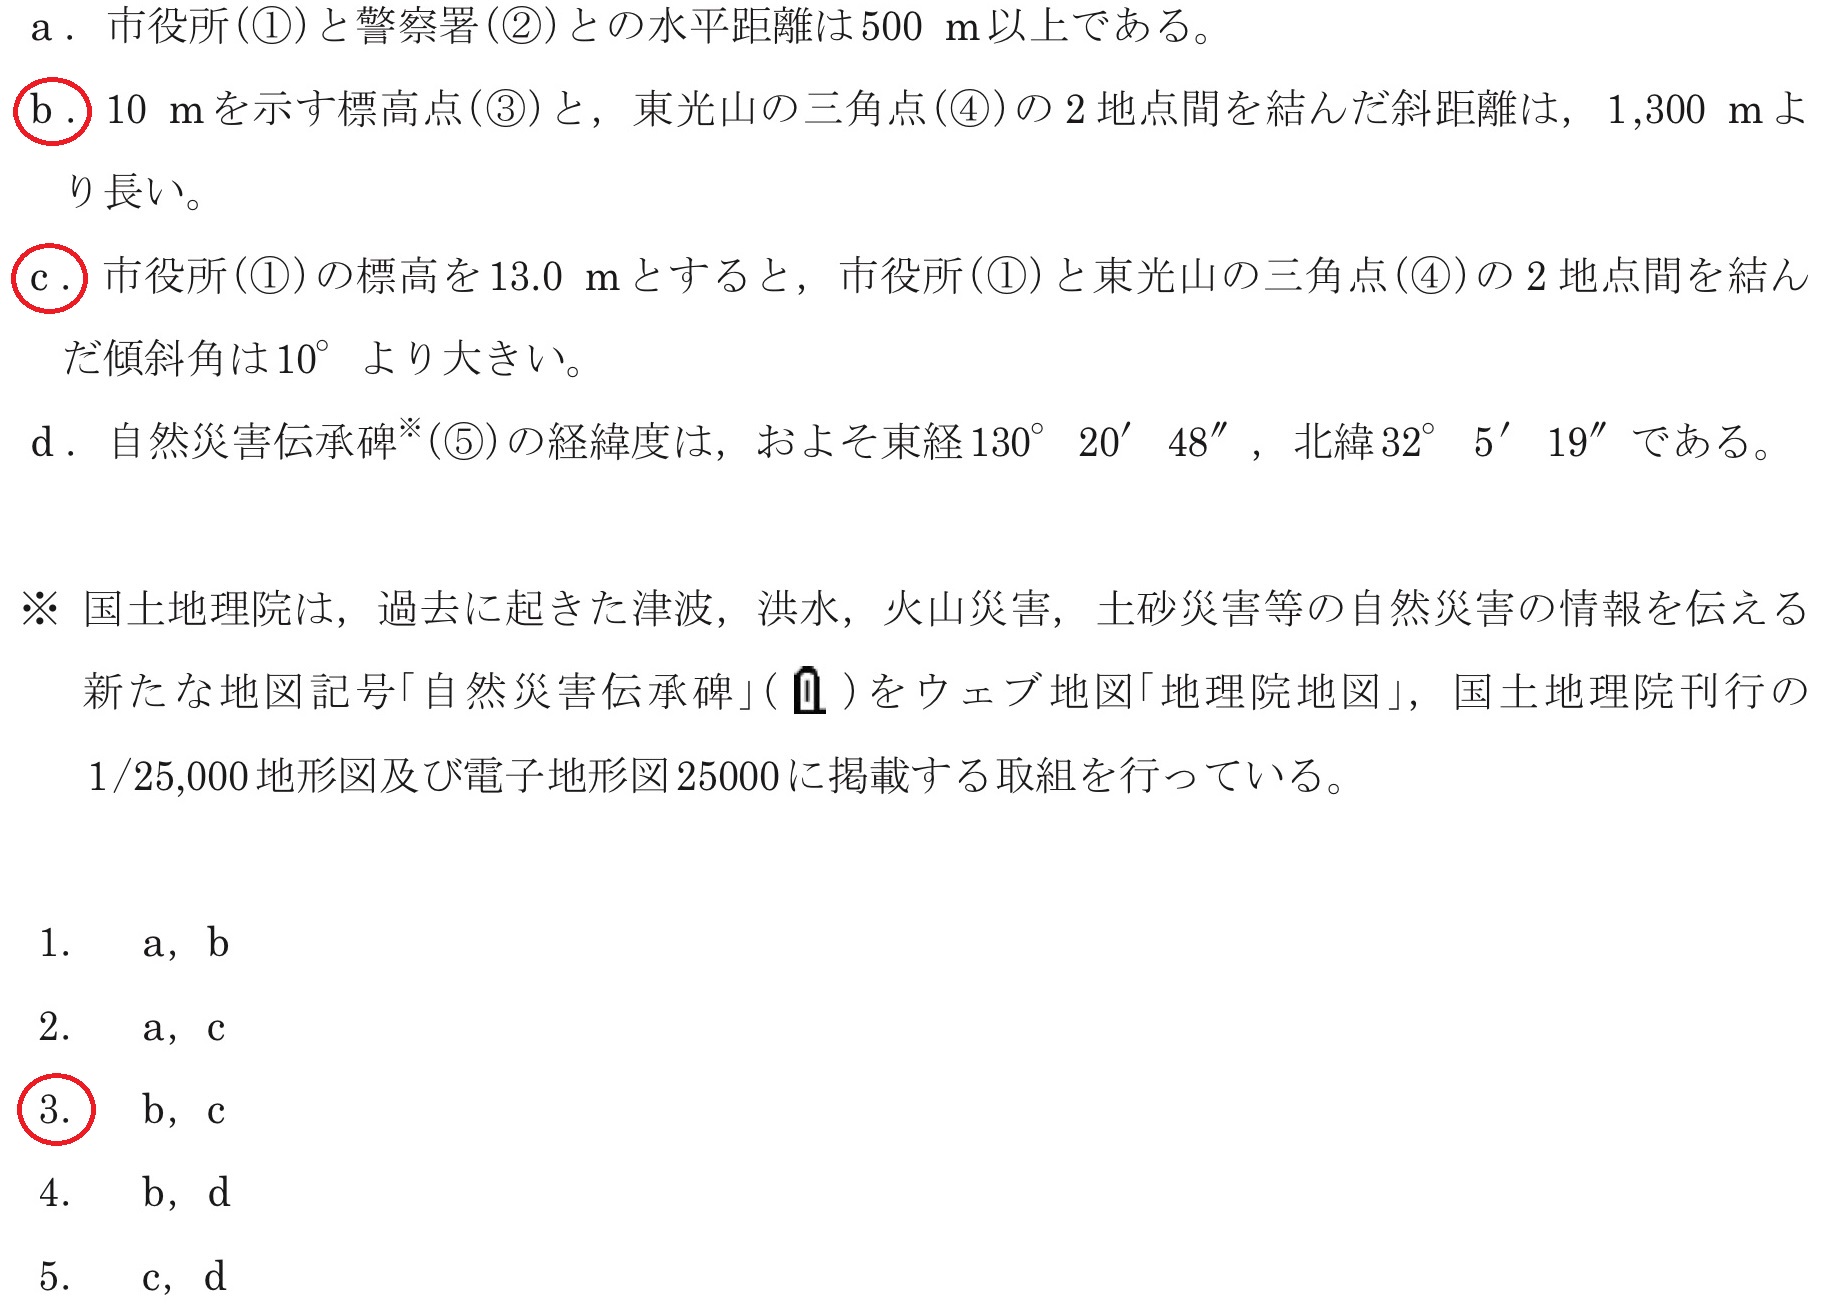 a．市役所(①)と警察署(②)との水平距離は500 m以上である。
b．10 mを示す標高点(③)と，東光山の三角点(④)の2地点間を結んだ斜距離は，1,300 mよ
り長い。
c．市役所(①)の標高を13.0 mとすると，市役所(①)と東光山の三角点(④)の2地点間を結ん
だ傾斜角は10°より大きい。
d．自然災害伝承碑※(⑤)の経緯度は，およそ東経130° 20′ 48″，北緯32° 5′ 19″である。
※ 国土地理院は，過去に起きた津波，洪水，火山災害，土砂災害等の自然災害の情報を伝える
新たな地図記号「自然災害伝承碑」( )をウェブ地図「地理院地図」，国土地理院刊行の
1/25,000地形図及び電子地形図25000に掲載する取組を行っている。
1. a，b
2. a，c
3. b，c
4. b，d
5. c，d